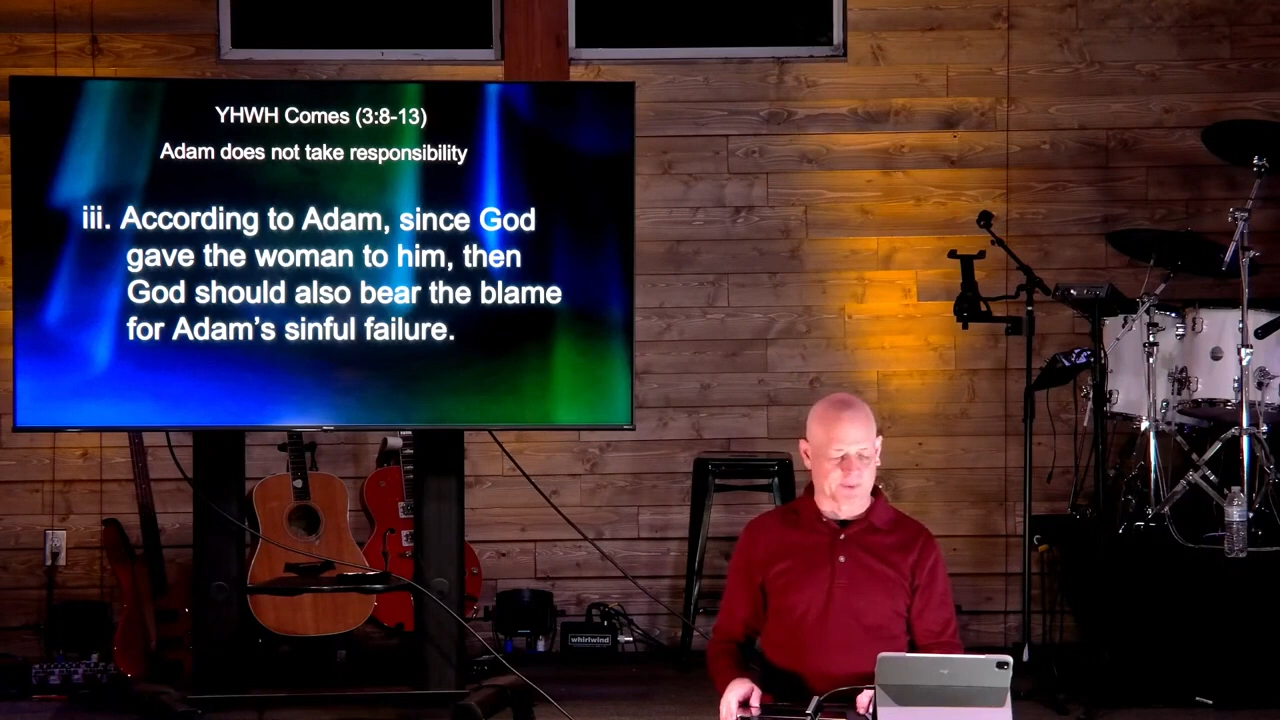 YHWH Comes (3:8-13)
Adam does not take responsibility
iii. According to Adam, since God
gave the woman to him, then
God should also bear the blame
for Adam's sinful failure.
whirlwind